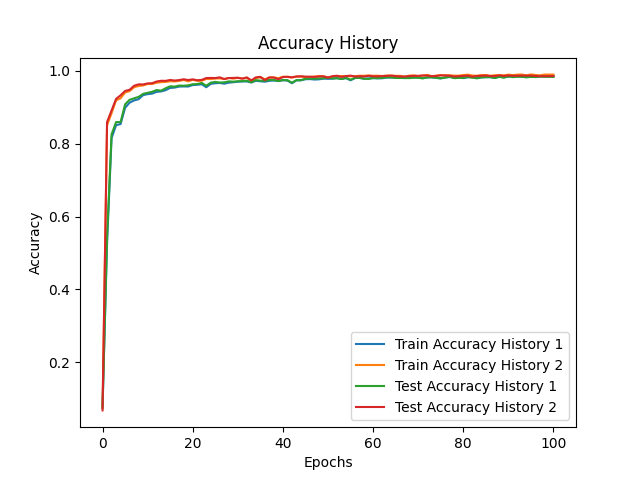 Accuracy History
1.0
0.8
0.6
0.4
0.2
Accuracy
Train Accuracy History 1
Train Accuracy History 2
Test Accuracy History 1
Test Accuracy History 2
0 20 40 60 80 100
Epochs